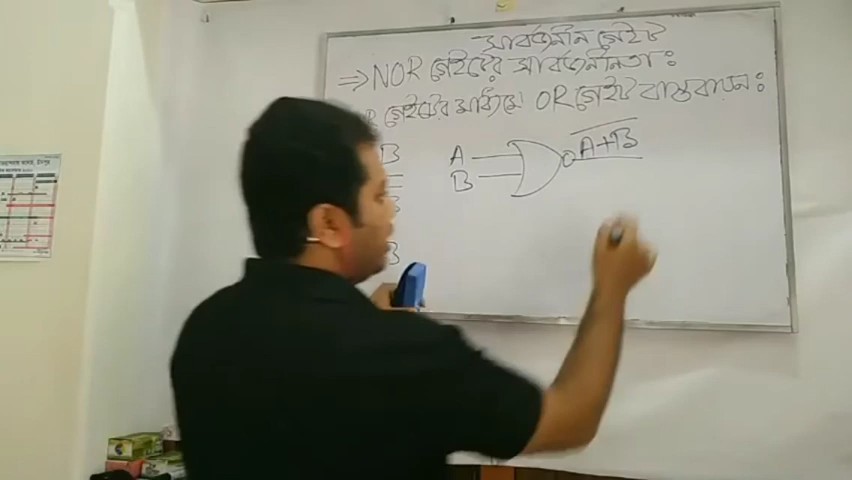 সার্বজনীন গেইট
⇒ NOR গেইটের সার্বজনীনতা :
গেইটের মাধ্যমে OR গেইট বাস্তবায়ন :
B
A
A+B
B
B